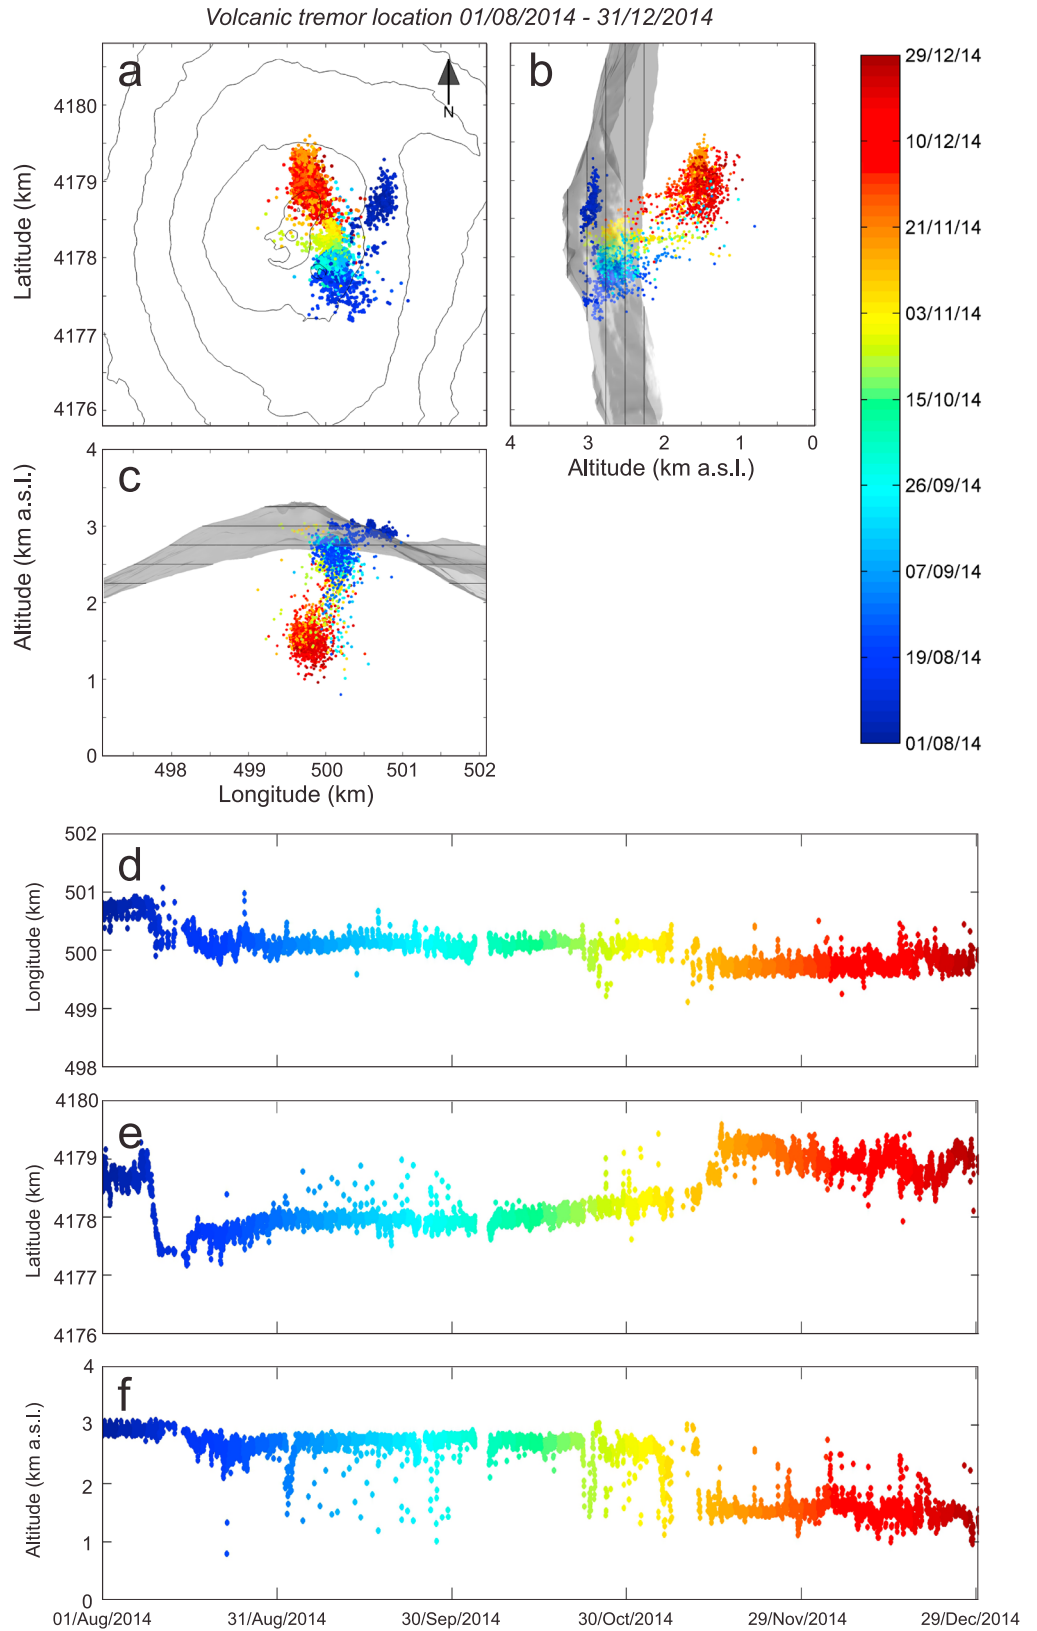 Volcanic tremor location 01/08/2014 - 31/12/2014
a
N
Latitude (km)
4180
4179
4178
4177
4176
b
4
3
2
1
0
Altitude (km a.s.l.)
29/12/14
10/12/14
21/11/14
03/11/14
15/10/14
26/09/14
07/09/14
19/08/14
01/08/14
c
Altitude (km a.s.l.)
4
3
2
1
0
498
499
500
501
502
Longitude (km)
d
Longitude (km)
502
501
500
499
498
e
Latitude (km)
4180
4179
4178
4177
4176
f
Altitude (km a.s.l.)
4
3
2
1
0
01/Aug/2014
31/Aug/2014
30/Sep/2014
30/Oct/2014
29/Nov/2014
29/Dec/2014